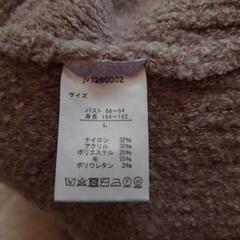 jv1260002
サイズ
バスト 86～94
身長 154～162
L
ナイロン 32%
アクリル 30%
ポリエステル 20%
毛 15%
ポリウレタン 3%